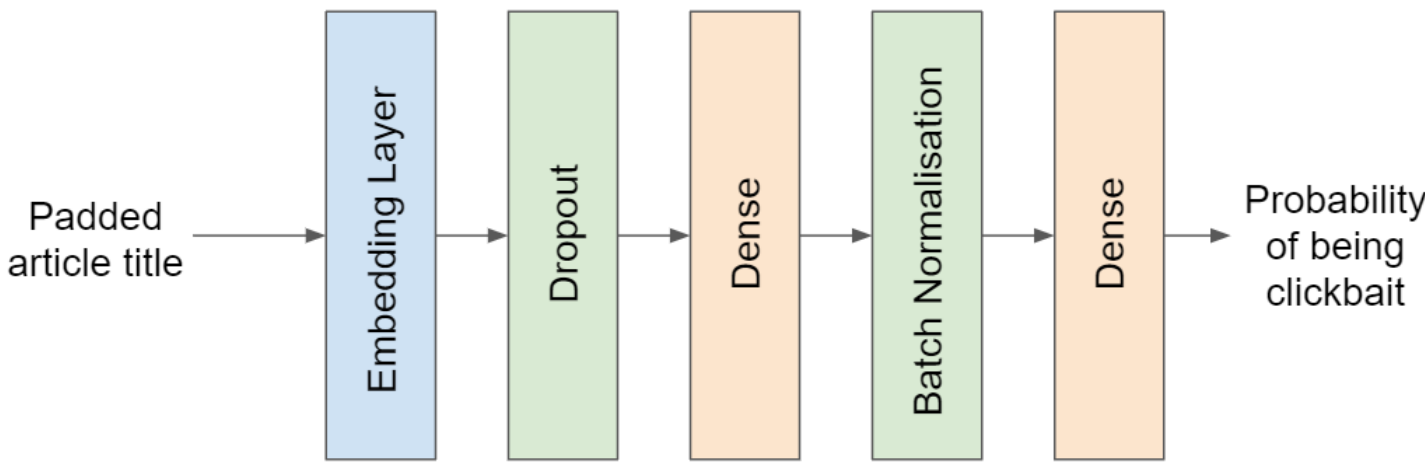 Padded
article title
Embedding Layer
Dropout
Dense
Batch Normalisation
Dense
Probability
of being
clickbait